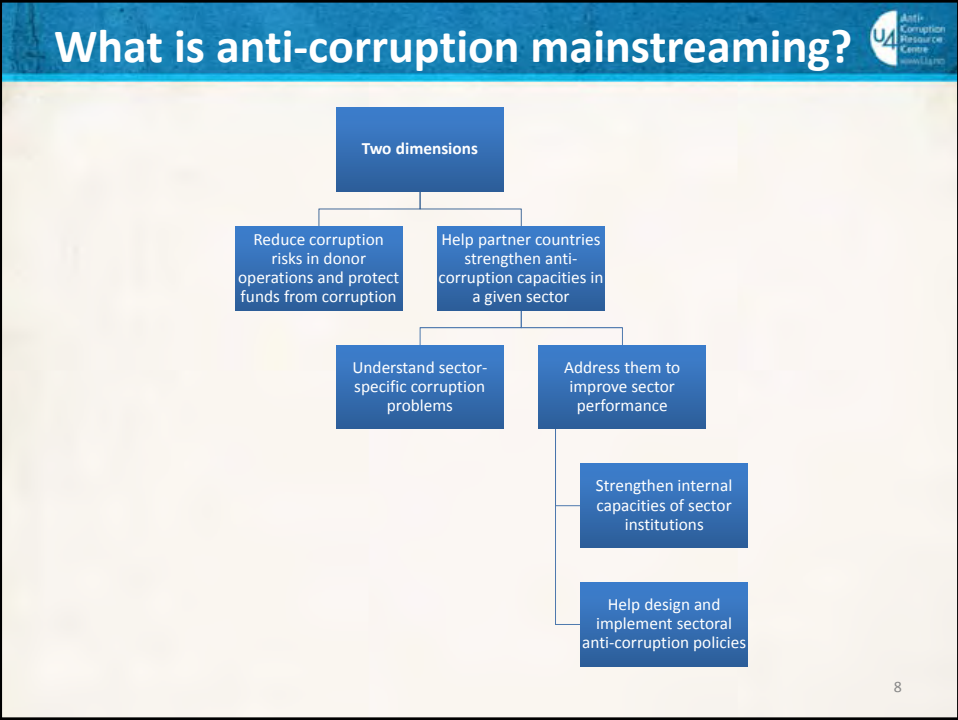 What is anti-corruption mainstreaming?
U4
Anti-
Corruption
Resource
Centre
www.U4.no
Two dimensions
Reduce corruption
risks in donor
operations and protect
funds from corruption
Help partner countries
strengthen anti-
corruption capacities in
a given sector
Understand sector-
specific corruption
problems
Address them to
improve sector
performance
Strengthen internal
capacities of sector
institutions
Help design and
implement sectoral
anti-corruption policies
8